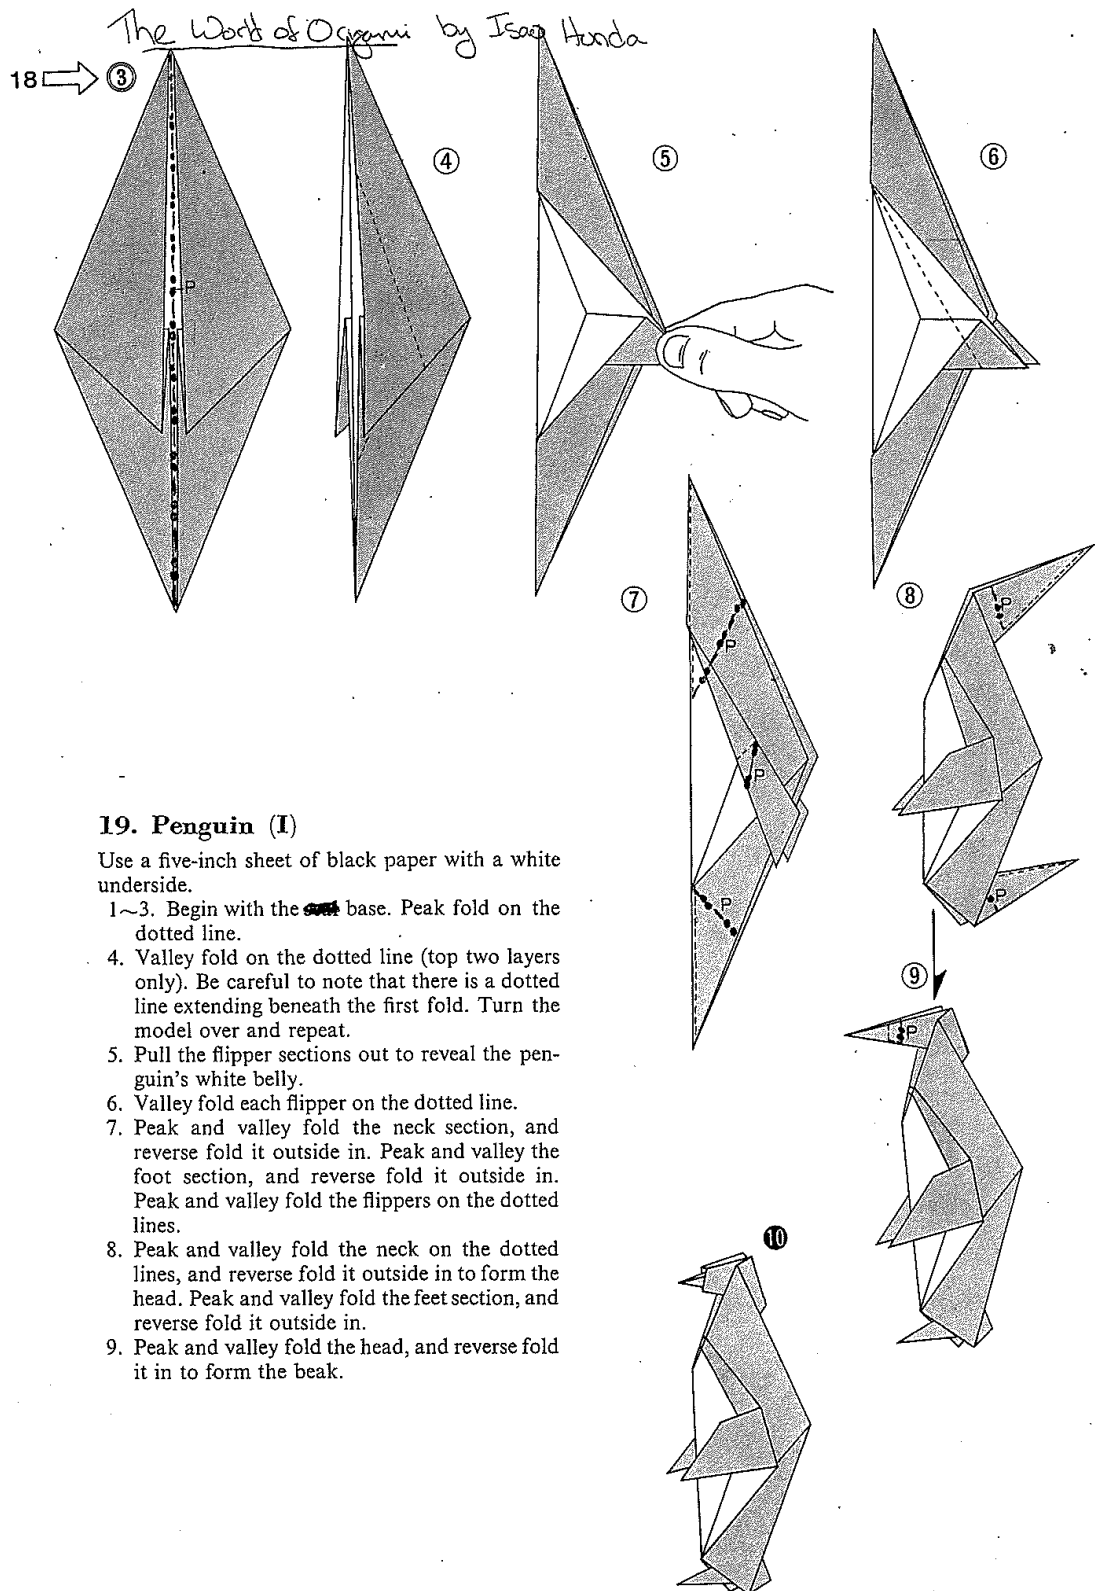 The World of Origami by Isao Honda
18 ③
④
⑤
⑥
P
⑦
P
P
P
⑧
P
P
⑨
P
⑩
19. Penguin (I)
Use a five-inch sheet of black paper with a white
underside.
1~3. Begin with the base. Peak fold on the
dotted line.
4. Valley fold on the dotted line (top two layers
only). Be careful to note that there is a dotted
line extending beneath the first fold. Turn the
model over and repeat.
5. Pull the flipper sections out to reveal the pen-
guin's white belly.
6. Valley fold each flipper on the dotted line.
7. Peak and valley fold the neck section, and
reverse fold it outside in. Peak and valley the
foot section, and reverse fold it outside in.
Peak and valley fold the flippers on the dotted
lines.
8. Peak and valley fold the neck on the dotted
lines, and reverse fold it outside in to form the
head. Peak and valley fold the feet section, and
reverse fold it outside in.
9. Peak and valley fold the head, and reverse fold
it in to form the beak.